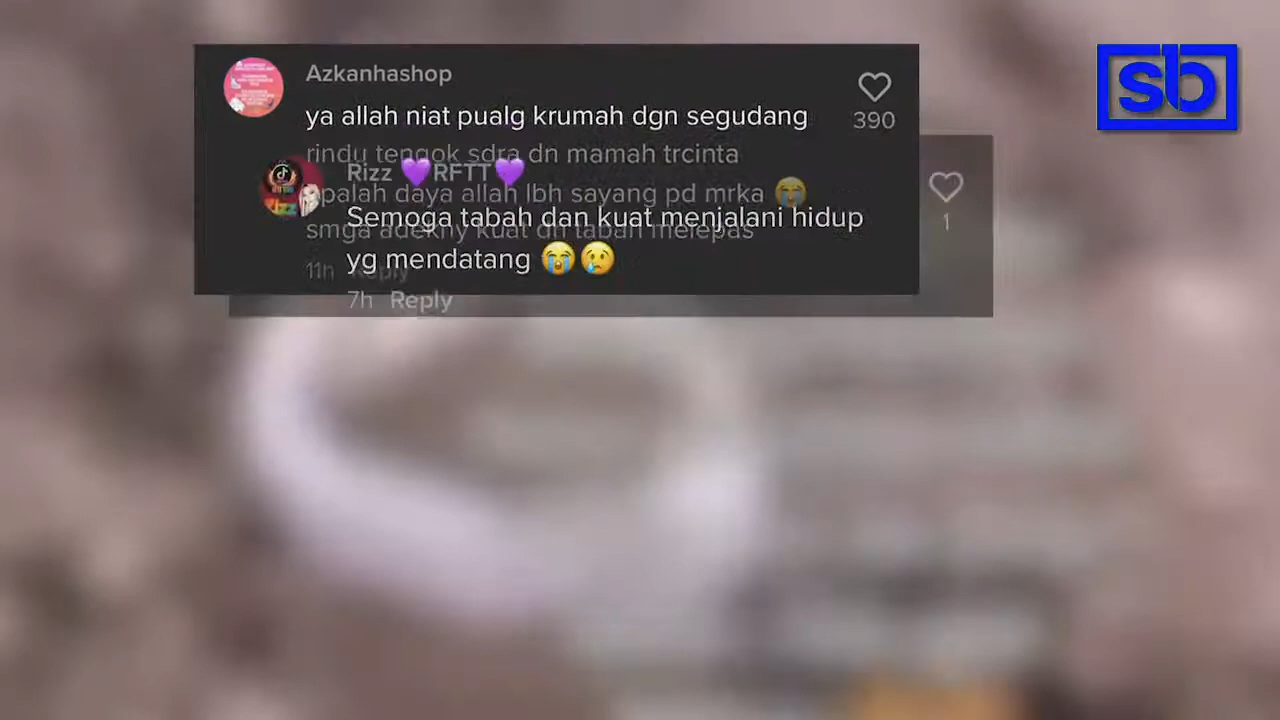 sb
Azkanhashop
ya allah niat pualg krumah dgn segudang
rindu tengok sdra dn mamah trcinta
apalah daya allah lbh sayang pd mrka 😭
smga adekny kuat dn tabah melepas
11h Reply
390
Rizz 💜RFTT💜
Semoga tabah dan kuat menjalani hidup
yg mendatang 😭😢
7h Reply
1